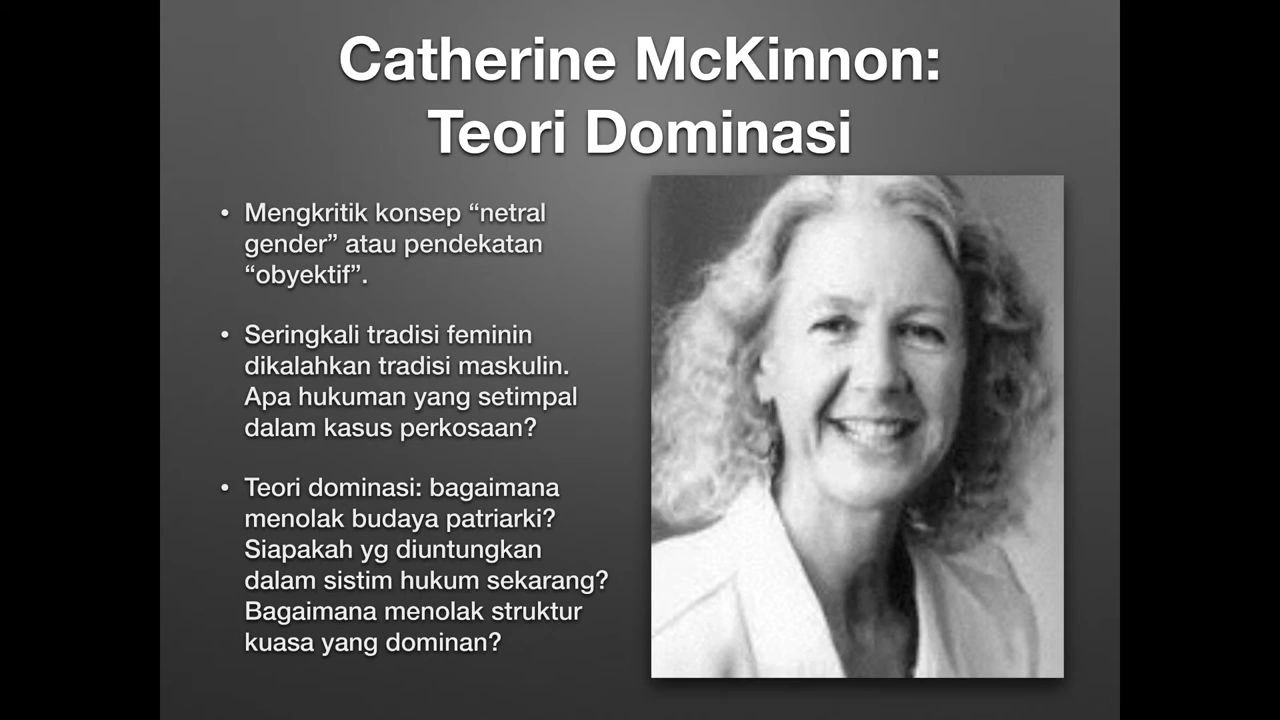 Catherine McKinnon:
Teori Dominasi
• Mengkritik konsep “netral
gender” atau pendekatan
“obyektif”.
• Seringkali tradisi feminin
dikalahkan tradisi maskulin.
Apa hukuman yang setimpal
dalam kasus perkosaan?
• Teori dominasi: bagaimana
menolak budaya patriarki?
Siapakah yg diuntungkan
dalam sistim hukum sekarang?
Bagaimana menolak struktur
kuasa yang dominan?